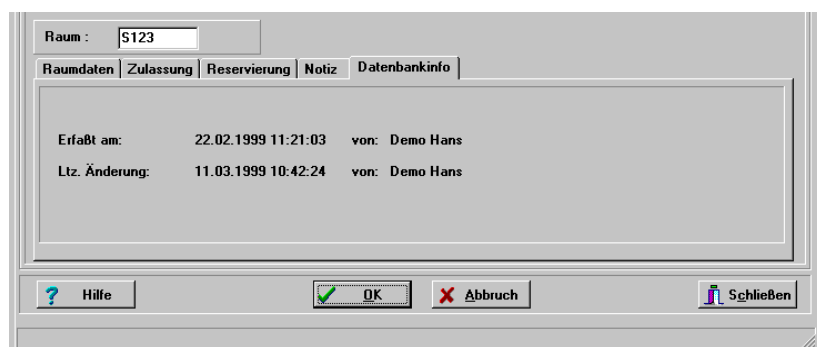 Raum : S123
Raumdaten Zulassung Reservierung Notiz Datenbankinfo
Erfaßt am: 22.02.1999 11:21:03 von: Demo Hans
Ltz. Änderung: 11.03.1999 10:42:24 von: Demo Hans
Hilfe OK Abbruch Schließen